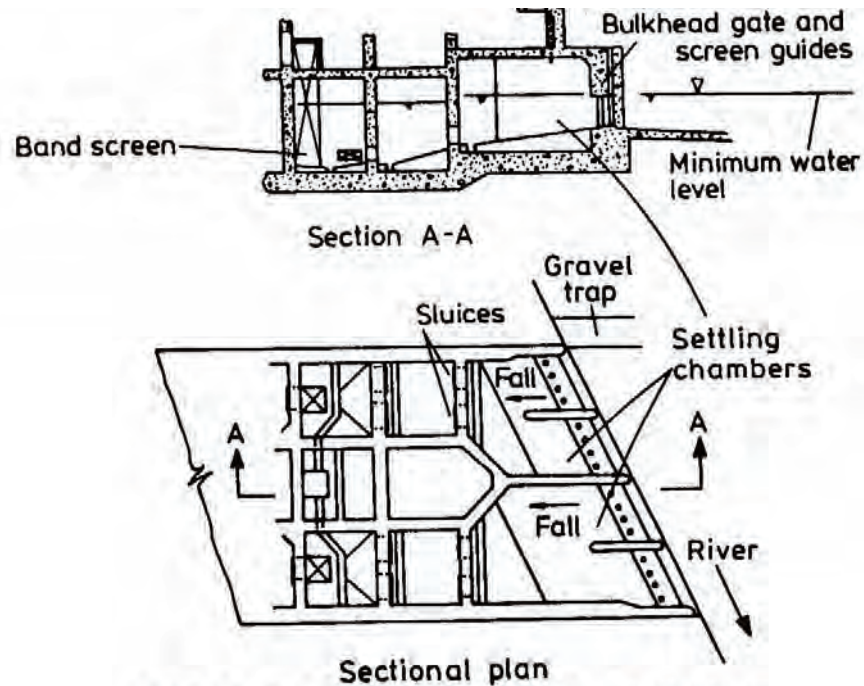 Bulkhead gate and
screen guides
Band screen
Minimum water
level
Section A-A
Gravel
trap
Sluices
Settling
chambers
Fall
A
A
Fall
River
Sectional plan